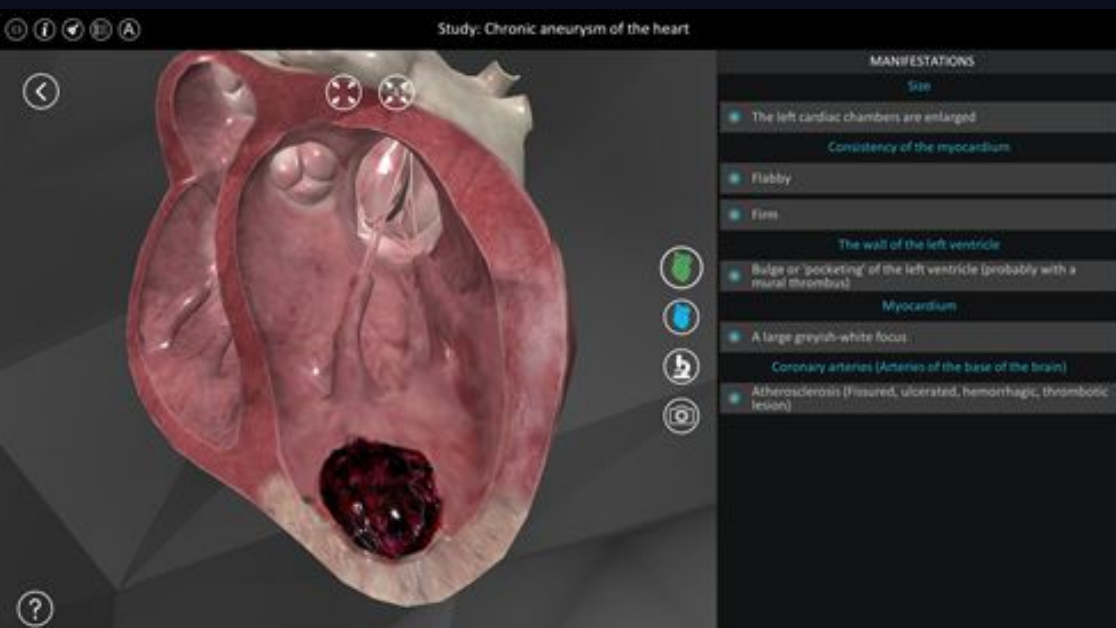 Study: Chronic aneurysm of the heart
MANIFESTATIONS
Size
The left cardiac chambers are enlarged
Consistency of the myocardium
Flabby
Firm
The wall of the left ventricle
Bulge or 'pocketing' of the left ventricle (probably with a
mural thrombus)
Myocardium
A large greyish-white focus
Coronary arteries (Arteries of the base of the brain)
Atherosclerosis (Fissured, ulcerated, hemorrhagic, thrombotic
lesion)